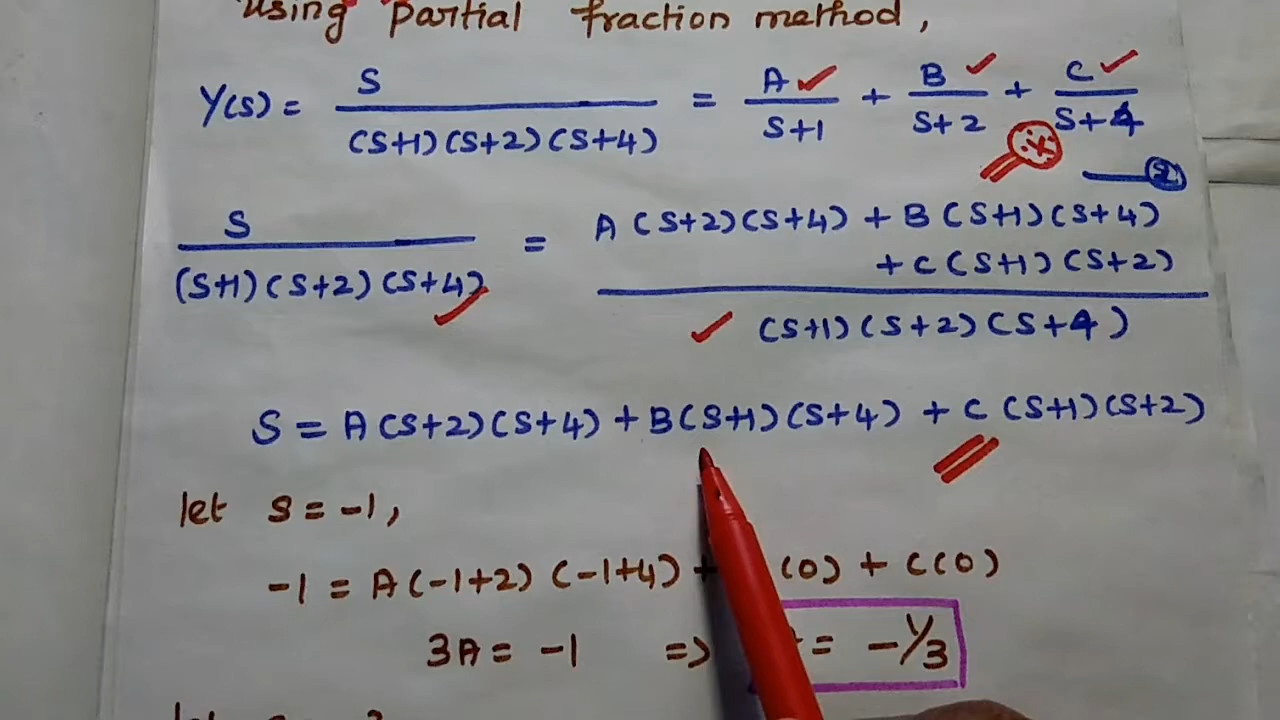 using partial fraction method,
Y(s) = S / (S+1)(S+2)(S+4) = A / S+1 + B / S+2 + C / S+4
2
S / (S+1)(S+2)(S+4) = A(S+2)(S+4) + B(S+1)(S+4) + C(S+1)(S+2) / (S+1)(S+2)(S+4)
S = A(S+2)(S+4) + B(S+1)(S+4) + C(S+1)(S+2)
let s = -1,
-1 = A(-1+2)(-1+4) + (0) + C(0)
3A = -1 => = -1/3